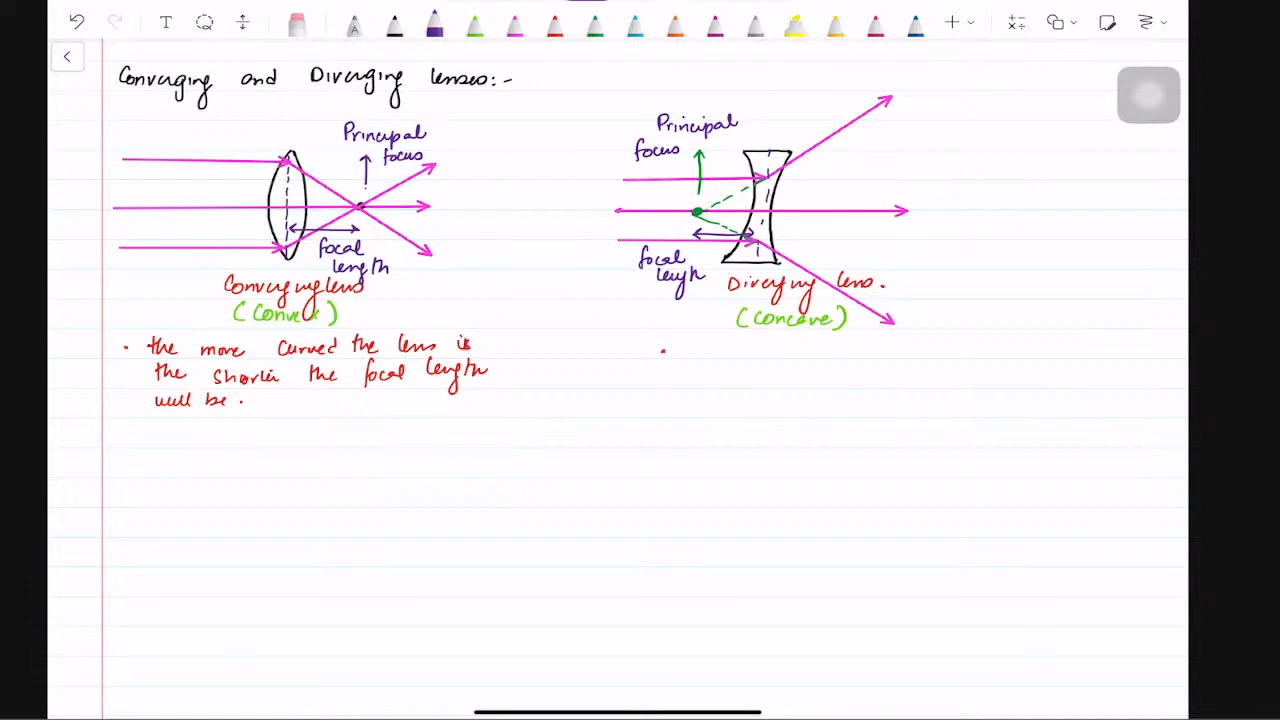 Converging and Diverging lenses:-
Principal
focus
focal
length
Converging lens
(Convex)
• the more curved the lens is
the shorter the focal length
will be.
Principal
focus
focal
length
Diverging lens.
(Concave)